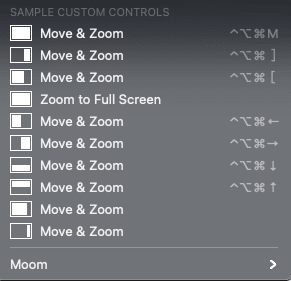 SAMPLE CUSTOM CONTROLS
Move & Zoom ^⌥⌘M
Move & Zoom ^⌥⌘]
Move & Zoom ^⌥⌘[
Zoom to Full Screen
Move & Zoom ^⌥⌘←
Move & Zoom ^⌥⌘→
Move & Zoom ^⌥⌘↓
Move & Zoom ^⌥⌘↑
Move & Zoom
Move & Zoom
Moom >